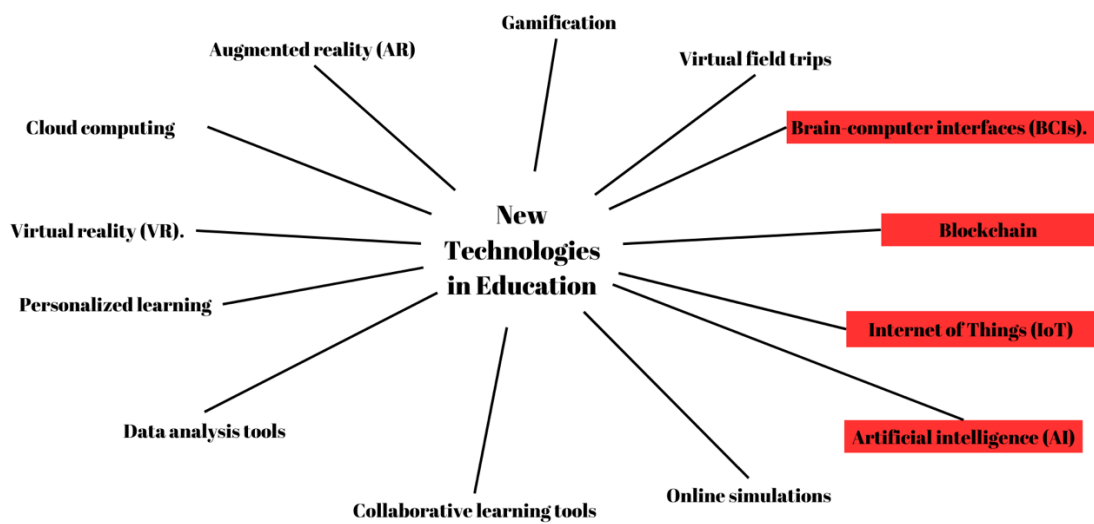 Gamification
Augmented reality (AR)
Virtual field trips
Cloud computing
Brain-computer interfaces (BCIs).
New
Technologies
in Education
Virtual reality (VR).
Blockchain
Personalized learning
Internet of Things (IoT)
Data analysis tools
Artificial intelligence (AI)
Collaborative learning tools
Online simulations